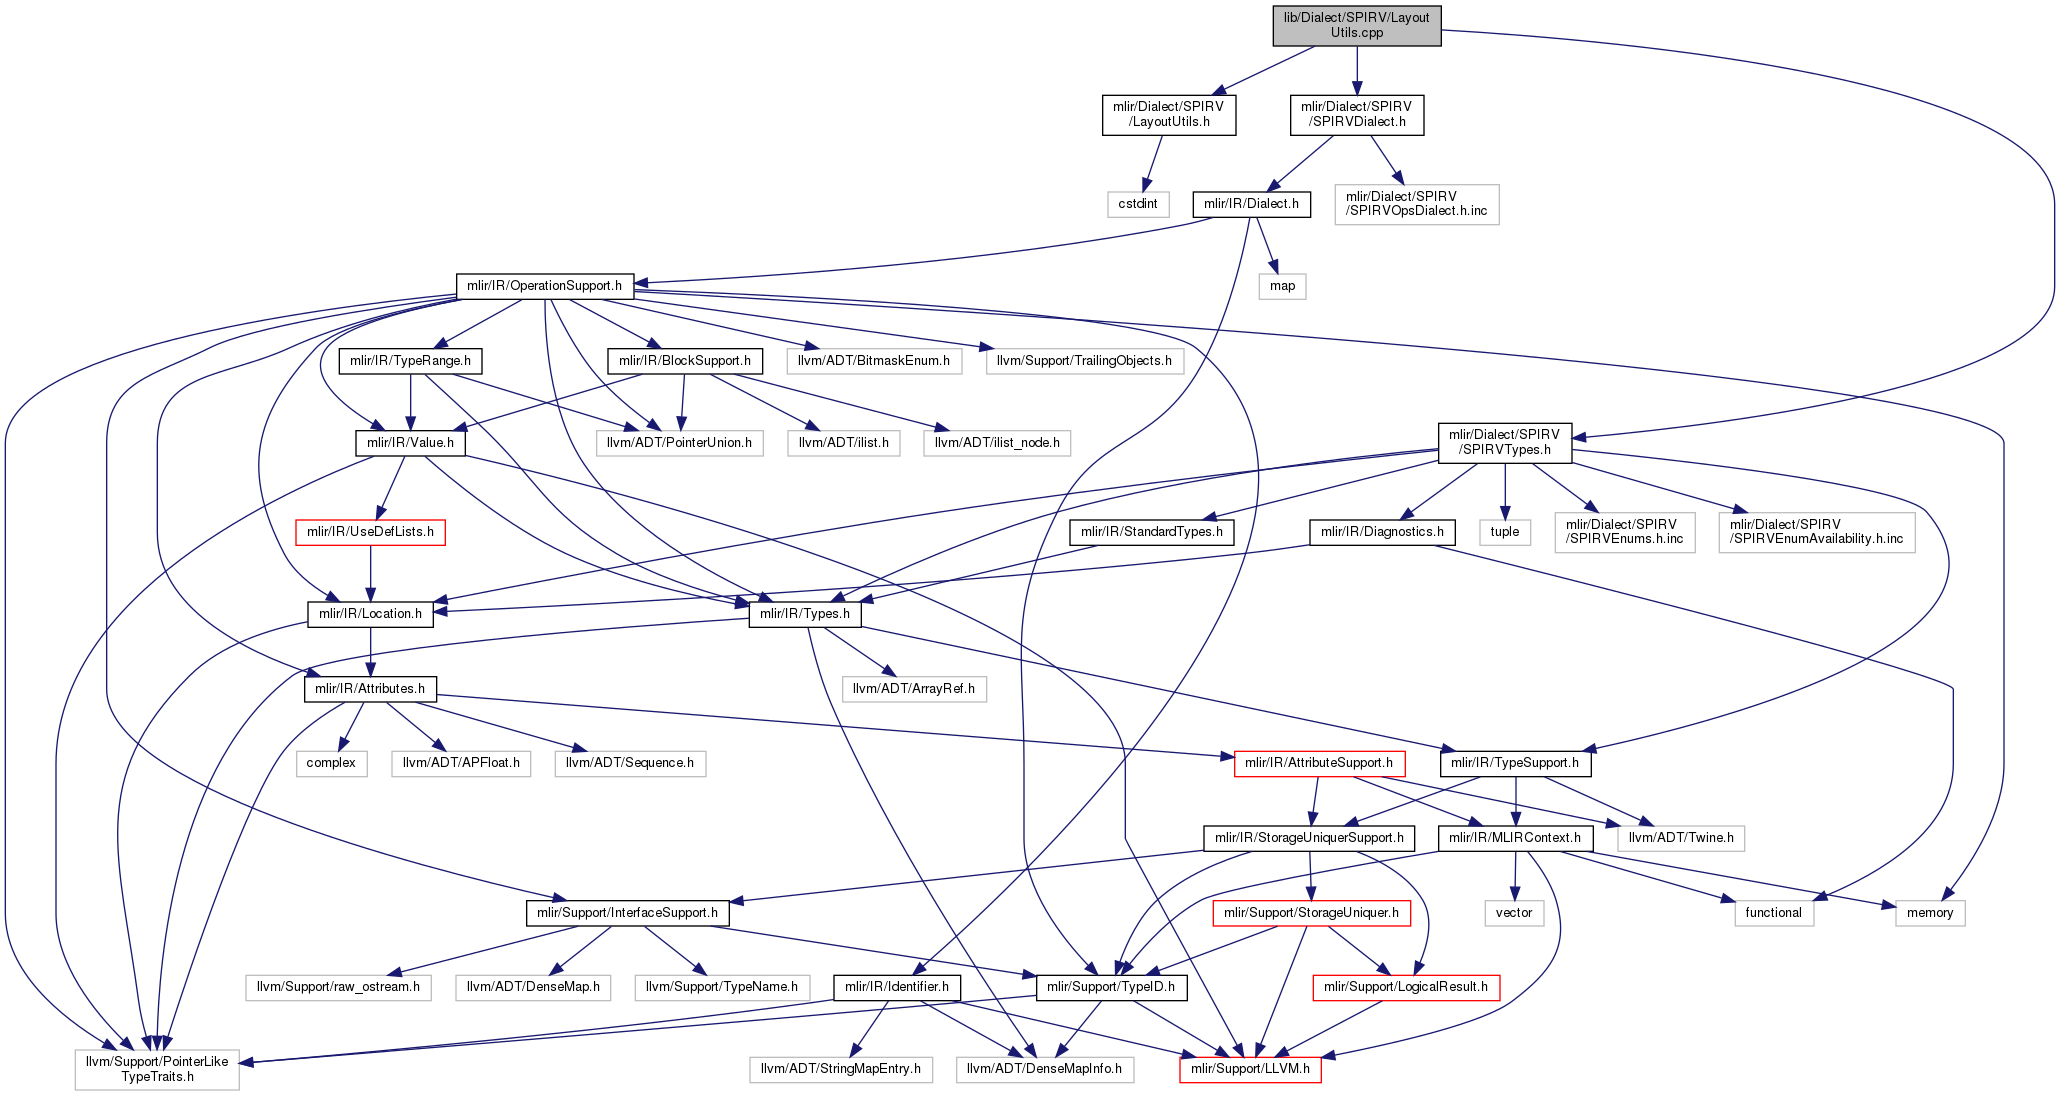 lib/Dialect/SPIRV/Layout
Utils.cpp
mlir/Dialect/SPIRV
/LayoutUtils.h
mlir/Dialect/SPIRV
/SPIRVDialect.h
cstdint
mlir/IR/Dialect.h
mlir/Dialect/SPIRV
/SPIRVOpsDialect.h.inc
mlir/IR/OperationSupport.h
map
mlir/IR/TypeRange.h
mlir/IR/BlockSupport.h
llvm/ADT/BitmaskEnum.h
llvm/Support/TrailingObjects.h
mlir/IR/Value.h
llvm/ADT/PointerUnion.h
llvm/ADT/ilist.h
llvm/ADT/ilist_node.h
mlir/Dialect/SPIRV
/SPIRVTypes.h
mlir/IR/UseDefLists.h
mlir/IR/StandardTypes.h
mlir/IR/Diagnostics.h
tuple
mlir/Dialect/SPIRV
/SPIRVEnums.h.inc
mlir/Dialect/SPIRV
/SPIRVEnumAvailability.h.inc
mlir/IR/Location.h
mlir/IR/Types.h
mlir/IR/Attributes.h
llvm/ADT/ArrayRef.h
complex
llvm/ADT/APFloat.h
llvm/ADT/Sequence.h
mlir/IR/AttributeSupport.h
mlir/IR/TypeSupport.h
mlir/IR/StorageUniquerSupport.h
mlir/IR/MLIRContext.h
llvm/ADT/Twine.h
mlir/Support/InterfaceSupport.h
mlir/Support/StorageUniquer.h
vector
functional
memory
llvm/Support/raw_ostream.h
llvm/ADT/DenseMap.h
llvm/Support/TypeName.h
mlir/IR/Identifier.h
mlir/Support/TypeID.h
mlir/Support/LogicalResult.h
llvm/Support/PointerLike
TypeTraits.h
llvm/ADT/StringMapEntry.h
llvm/ADT/DenseMapInfo.h
mlir/Support/LLVM.h